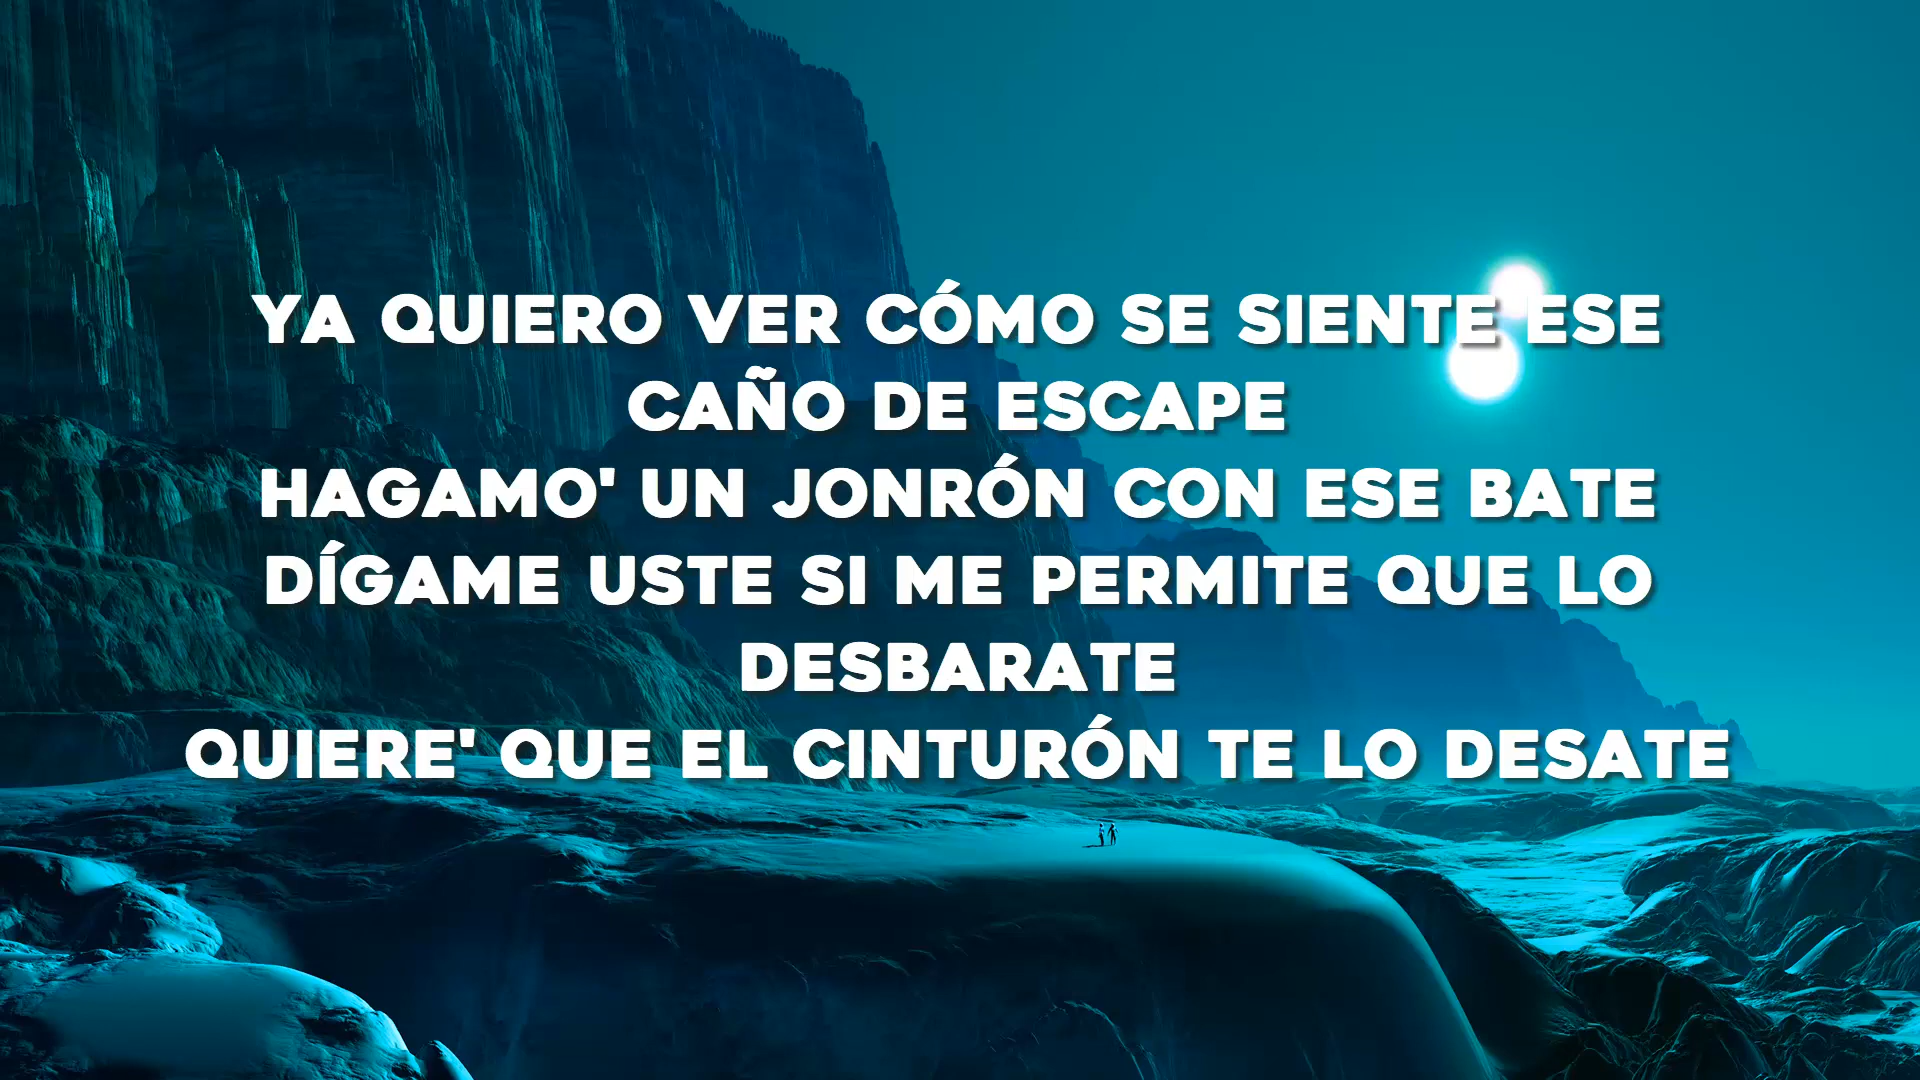 YA QUIERO VER CÓMO SE SIENTE ESE
CAÑO DE ESCAPE
HAGAMO' UN JONRÓN CON ESE BATE
DÍGAME USTE SI ME PERMITE QUE LO
DESBARATE
QUIERE' QUE EL CINTURÓN TE LO DESATE